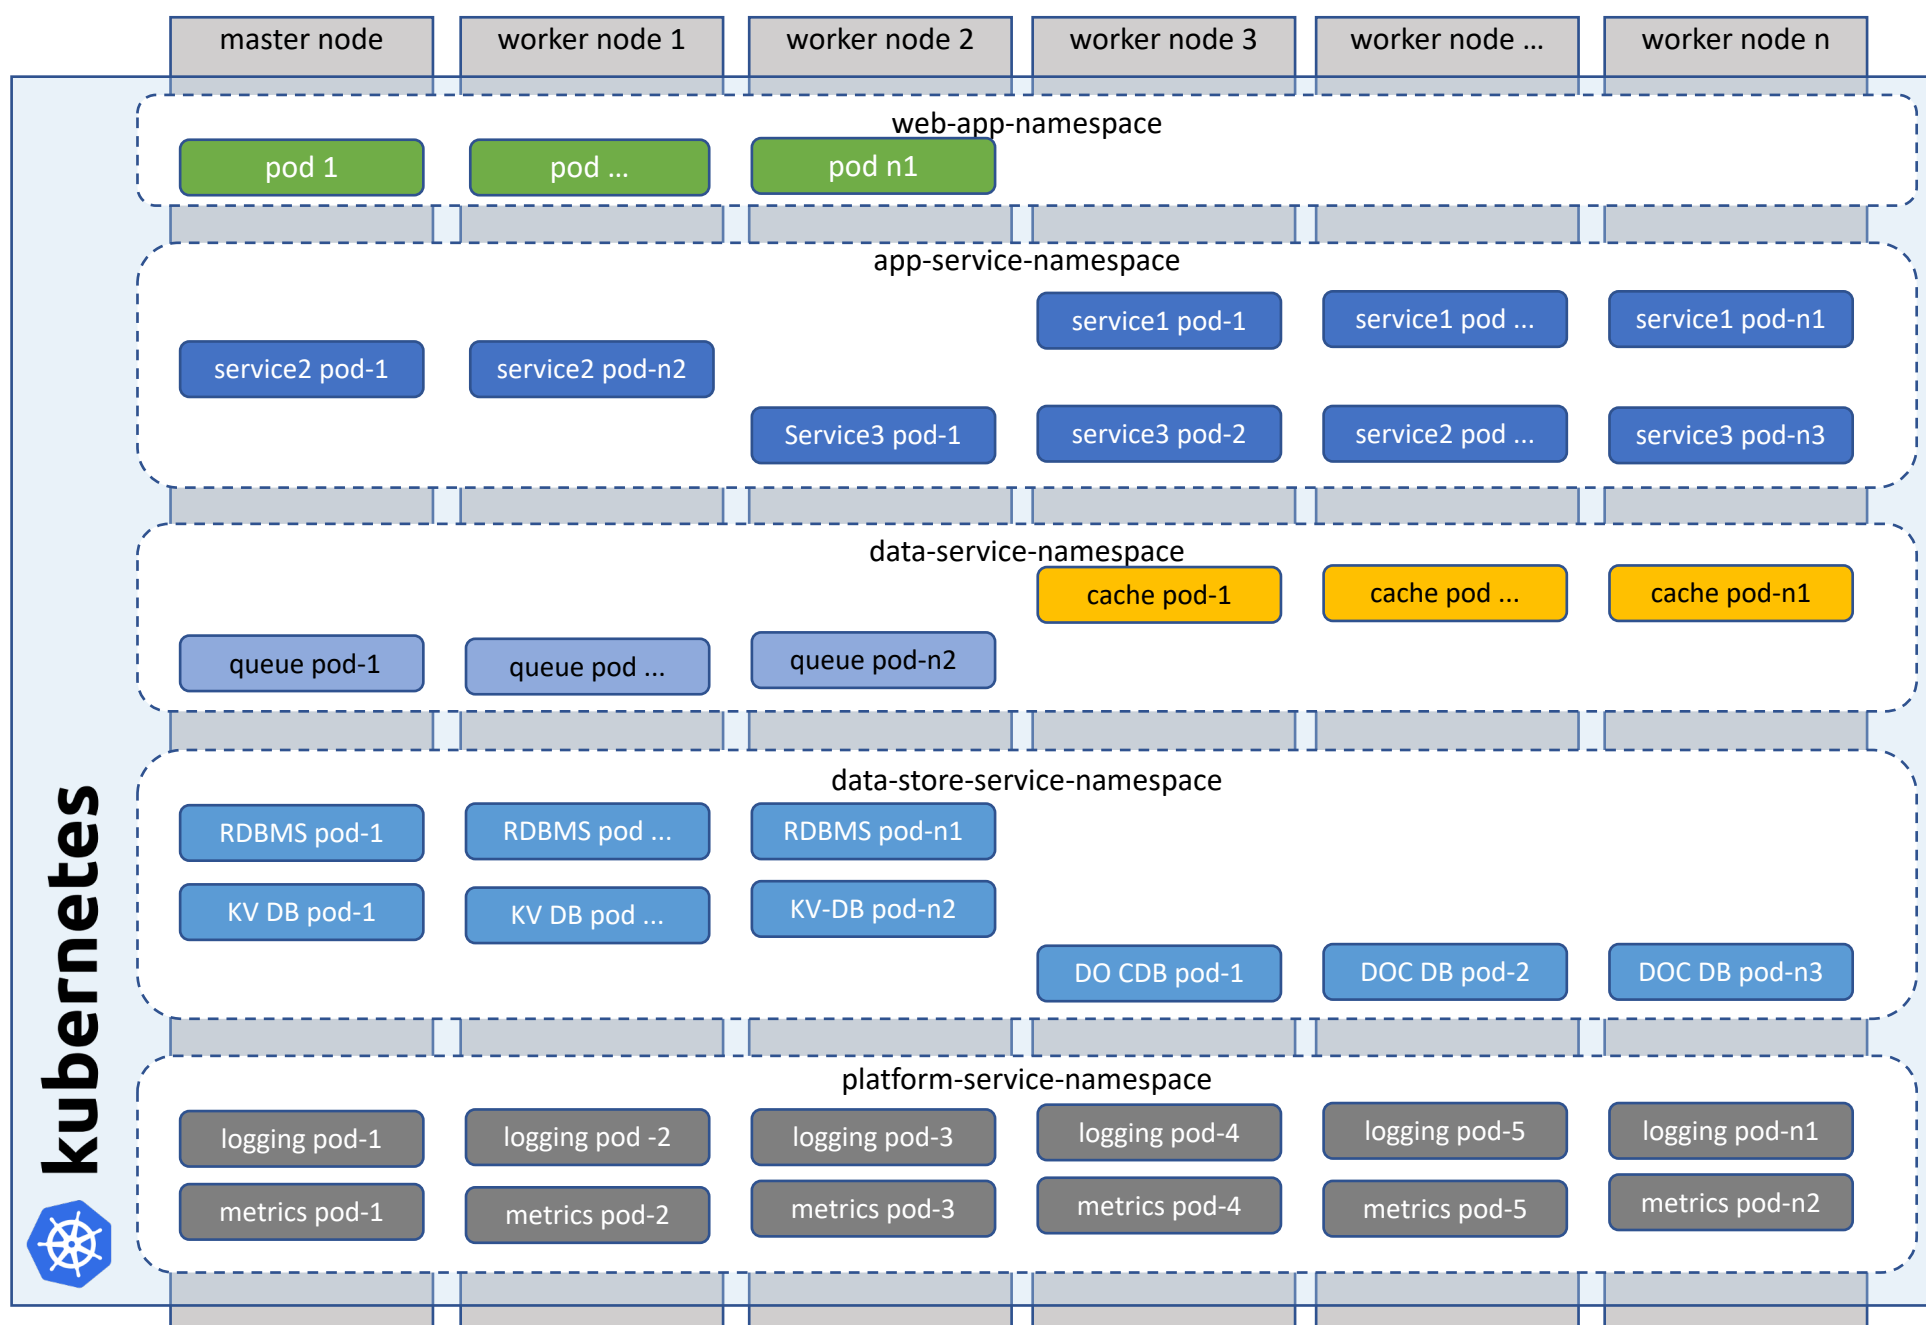 master node
worker node 1
worker node 2
worker node 3
worker node ...
worker node n
web-app-namespace
pod 1
pod ...
pod n1
app-service-namespace
service1 pod-1
service1 pod ...
service1 pod-n1
service2 pod-1
service2 pod-n2
Service3 pod-1
service3 pod-2
service2 pod ...
service3 pod-n3
data-service-namespace
cache pod-1
cache pod ...
cache pod-n1
queue pod-1
queue pod ...
queue pod-n2
data-store-service-namespace
RDBMS pod-1
RDBMS pod ...
RDBMS pod-n1
KV DB pod-1
KV DB pod ...
KV-DB pod-n2
DO CDB pod-1
DOC DB pod-2
DOC DB pod-n3
platform-service-namespace
logging pod-1
logging pod -2
logging pod-3
logging pod-4
logging pod-5
logging pod-n1
metrics pod-1
metrics pod-2
metrics pod-3
metrics pod-4
metrics pod-5
metrics pod-n2
kubernetes